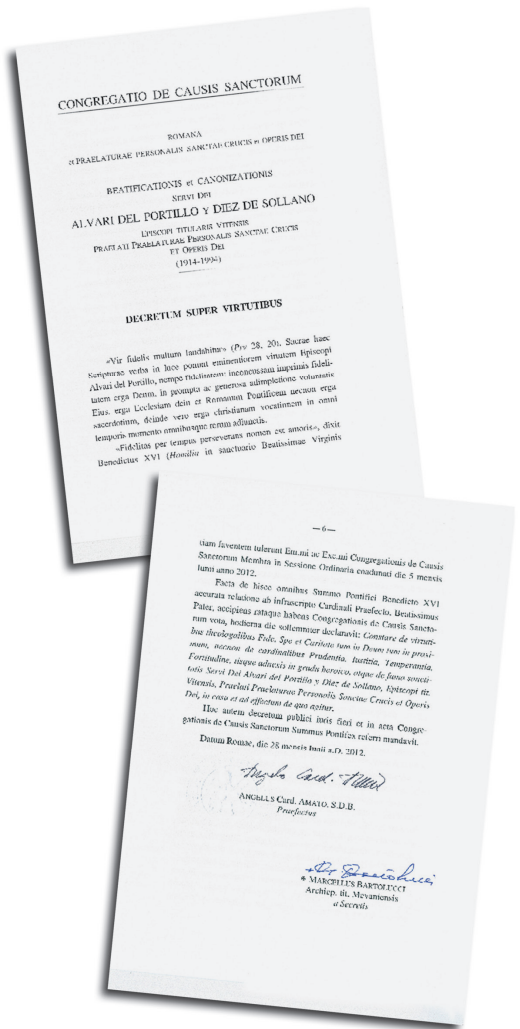 CONGREGATIO DE CAUSIS SANCTORUM
ROMANA
et PRAELATURAE PERSONALIS SANCTAE CRUCIS et OPERIS DEI
BEATIFICATIONIS et CANONIZATIONIS
SERVI DEI
ALVARI DEL PORTILLO Y DIEZ DE SOLLANO
EPISCOPI TITULARIS VITENSIS
PRAELATI PRAELATURAE PERSONALIS SANCTAE CRUCIS
ET OPERIS DEI
(1914-1994)
DECRETUM SUPER VIRTUTIBUS
«Vir fidelis multum laudabitur» (Prv 28, 20). Sacrae haec
Scripturae verba in luce ponunt eminentiorem virtutem Episcopi
Alvari del Portillo, nempe fidelitatem: inconcussam imprimis fideli-
tatem erga Deum, in prompta ac generosa adimpletione voluntatis
Eius, erga Ecclesiam dein et Romanum Pontificem necnon erga
sacerdotium, deinde vero erga christianam vocationem in omni
temporis momento omnibusque rerum adiunctis.
«Fidelitas per tempus perseverans nomen est amoris», dixit
Benedictus XVI (Homilia in sanctuario Beatissimae Virginis
—6—
tiam faventem tulerunt Em.mi ac Exc.mi Congregationis de Causis
Sanctorum Membra in Sessione Ordinaria coadunati die 5 mensis
Iunii anno 2012.
Facta de hisce omnibus Summo Pontifici Benedicto XVI
accurata relatione ab infrascripto Cardinali Praefecto, Beatissimus
Pater, accipiens rataque habens Congregationis de Causis Sancto-
rum vota, hodierna die sollemniter declaravit: Constare de virtuti-
bus theologalibus Fide, Spe et Caritate tum in Deum tum in proxi-
mum, necnon de cardinalibus Prudentia, Iustitia, Temperantia,
Fortitudine, iisque adnexis in gradu heroico, atque de fama sancti-
tatis Servi Dei Alvari del Portillo y Diez de Sollano, Episcopi tit.
Vitensis, Praelati Praelaturae Personalis Sanctae Crucis et Operis
Dei, in casu et ad effectum de quo agitur.
Hoc autem decretum publici iuris fieri et in acta Congre-
gationis de Causis Sanctorum Summus Pontifex referri mandavit.
Datum Romae, die 28 mensis Iunii a.D. 2012.
Angelo Card. Amato
ANGELUS Card. AMATO, S.D.B.
Praefectus
Bartolucci
MARCELLUS BARTOLUCCI
Archiep. tit. Mevaniensis
a Secretis